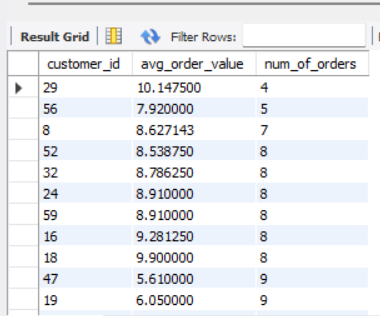 Result Grid Filter Rows:
customer_id avg_order_value num_of_orders
29 10.147500 4
56 7.920000 5
8 8.627143 7
52 8.538750 8
32 8.786250 8
24 8.910000 8
59 8.910000 8
16 9.281250 8
18 9.900000 8
47 5.610000 9
19 6.050000 9